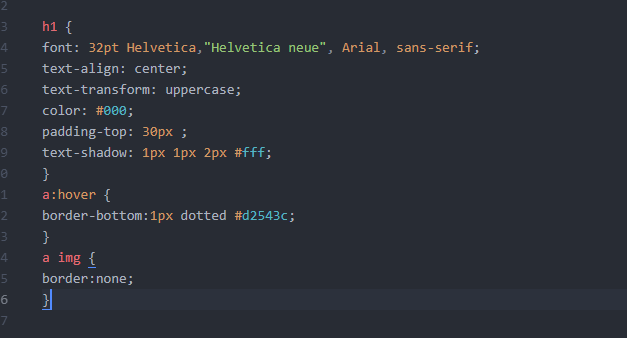 2
3 h1 {
4 font: 32pt Helvetica,"Helvetica neue", Arial, sans-serif;
5 text-align: center;
6 text-transform: uppercase;
7 color: #000;
8 padding-top: 30px ;
9 text-shadow: 1px 1px 2px #fff;
0 }
1 a:hover {
2 border-bottom:1px dotted #d2543c;
3 }
4 a img {
5 border:none;
6 }
7